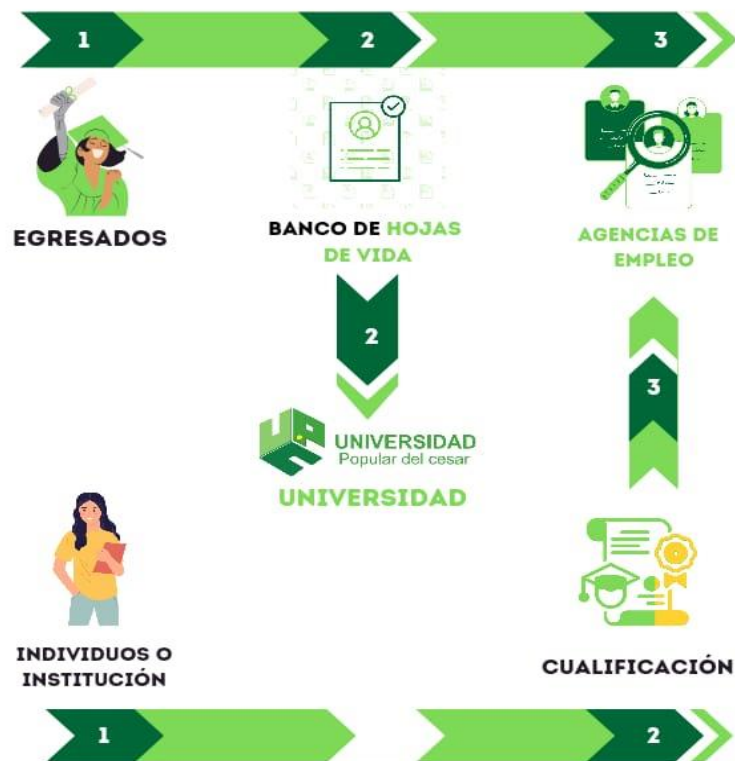 1
2
3
EGRESADOS
BANCO DE HOJAS
DE VIDA
AGENCIAS DE
EMPLEO
2
3
UNIVERSIDAD
Popular del cesar
UNIVERSIDAD
INDIVIDUOS O
INSTITUCIÓN
CUALIFICACIÓN
1
2